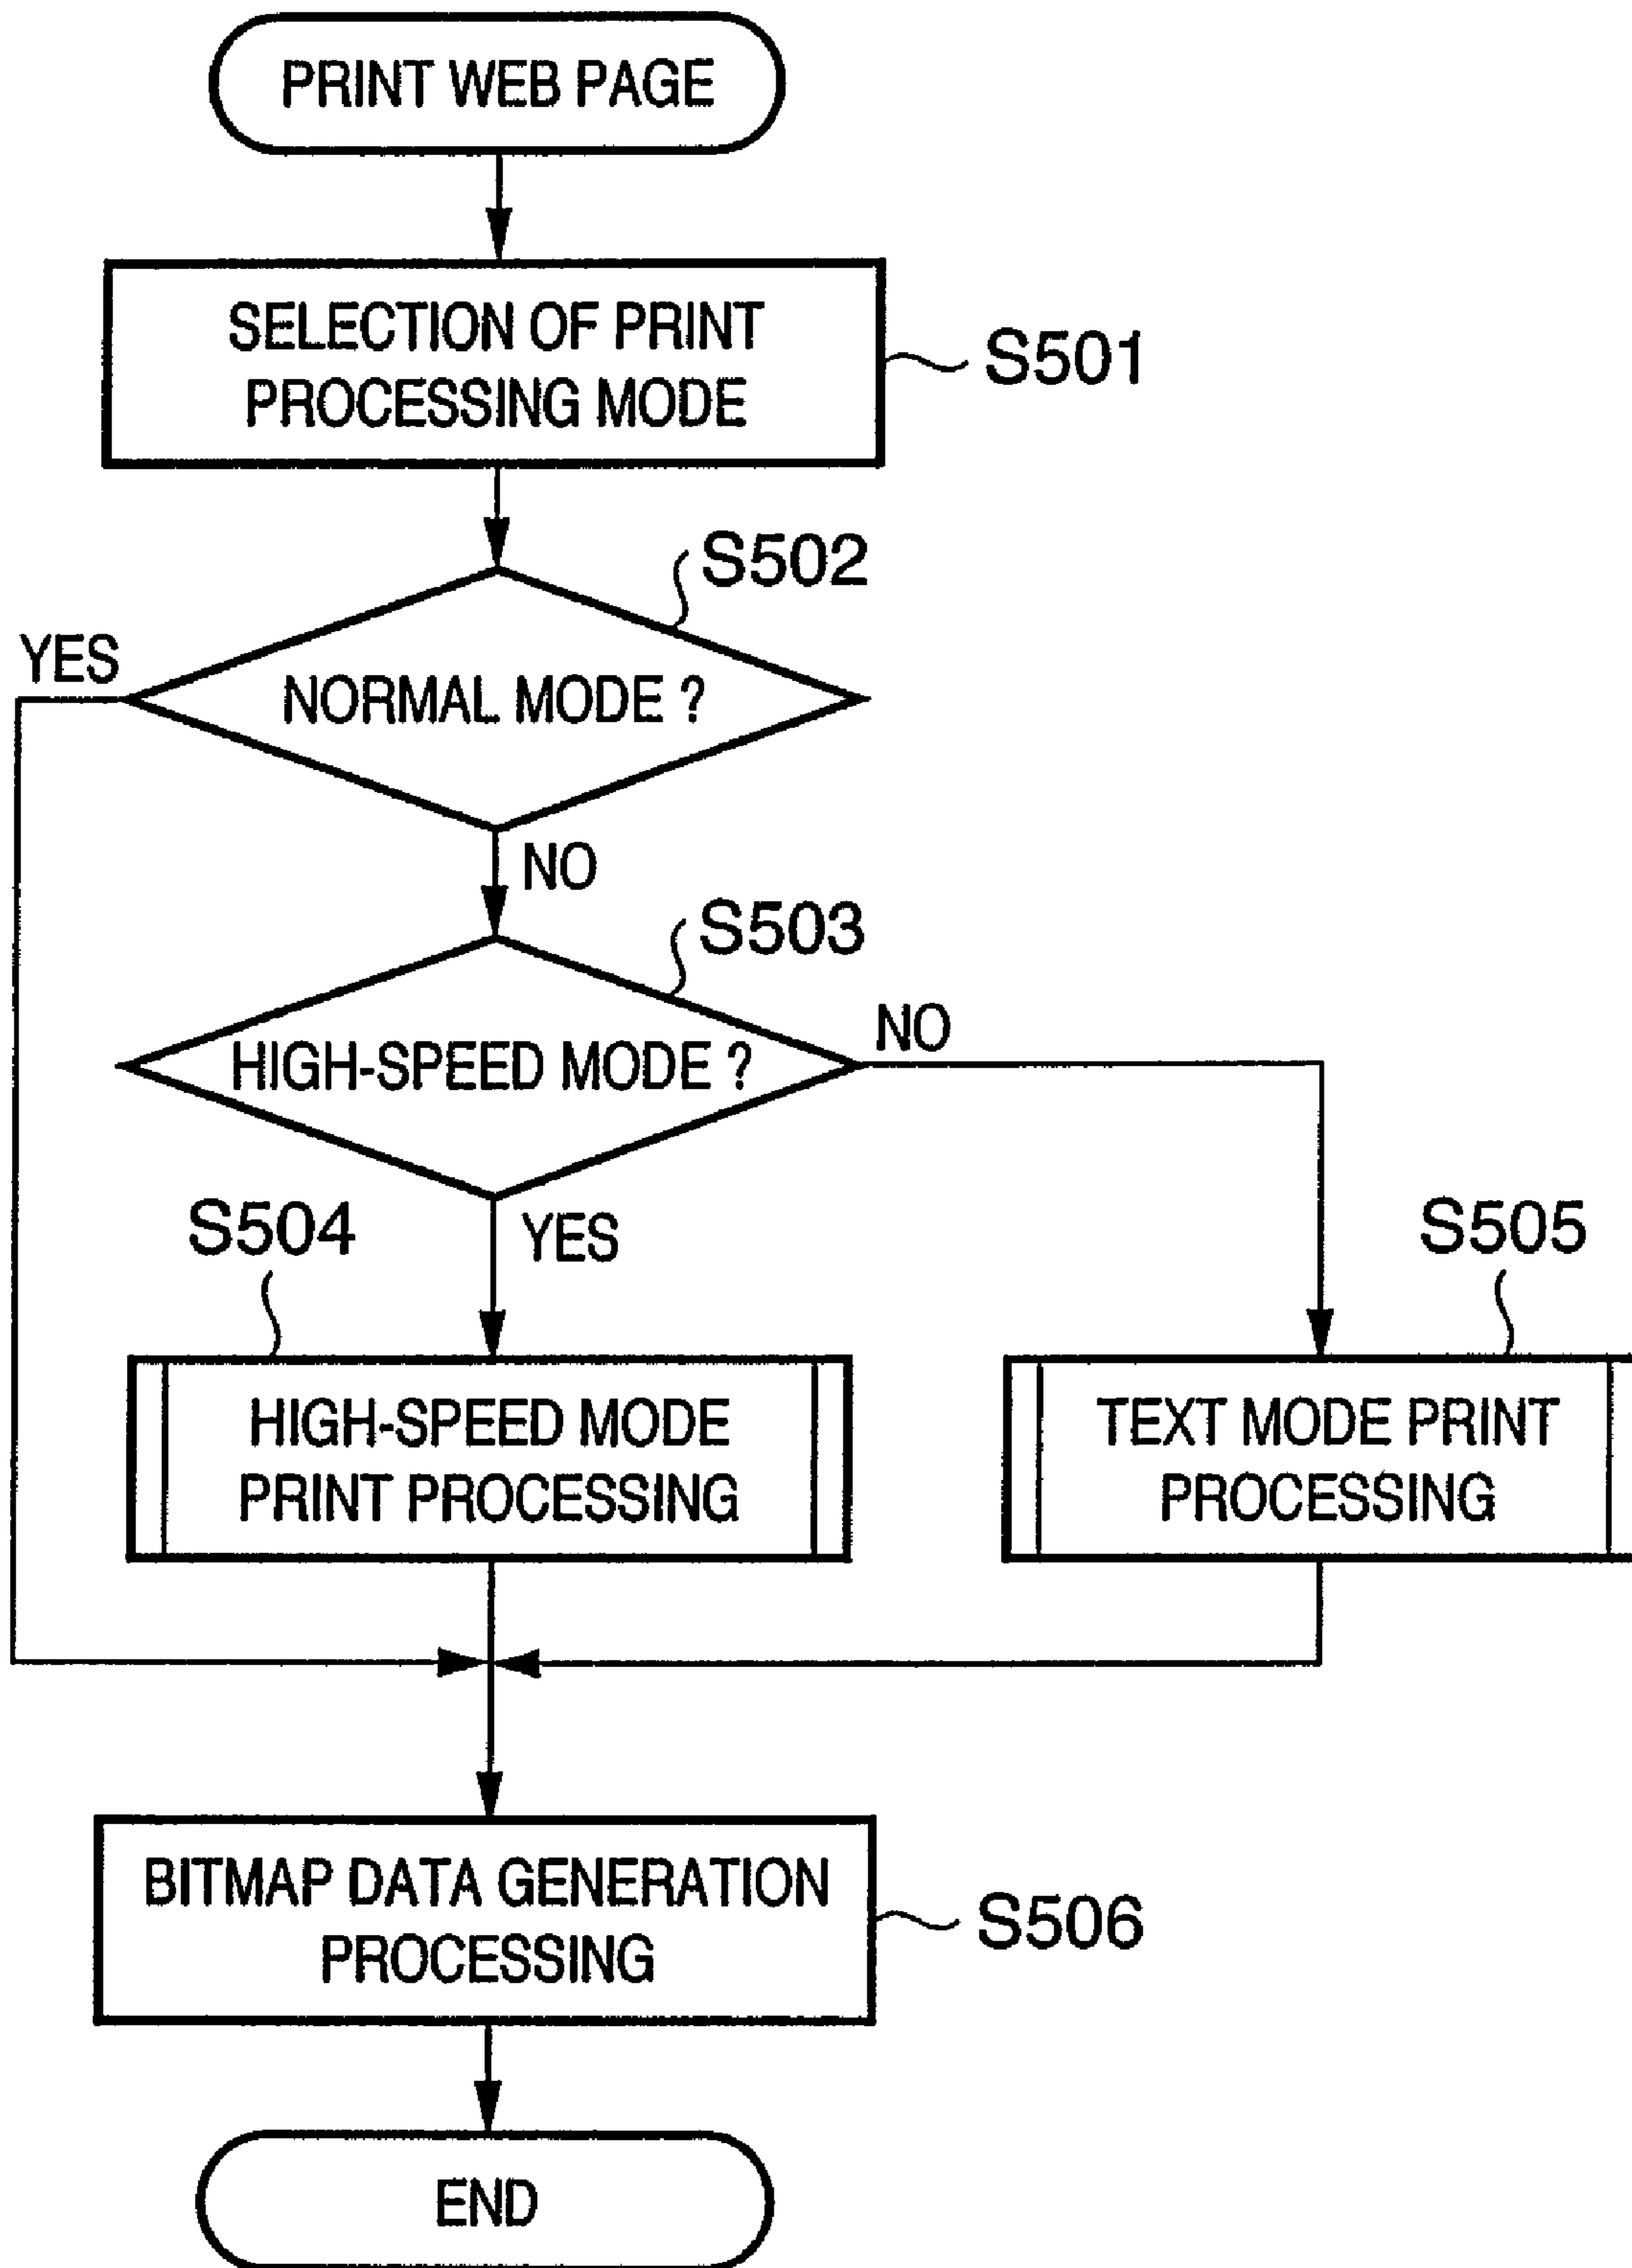 PRINT WEB PAGE
SELECTION OF PRINT
PROCESSING MODE
S501
S502
YES
NORMAL MODE ?
NO
S503
NO
HIGH-SPEED MODE ?
YES
S504
S505
HIGH-SPEED MODE
PRINT PROCESSING
TEXT MODE PRINT
PROCESSING
BITMAP DATA GENERATION
PROCESSING
S506
END